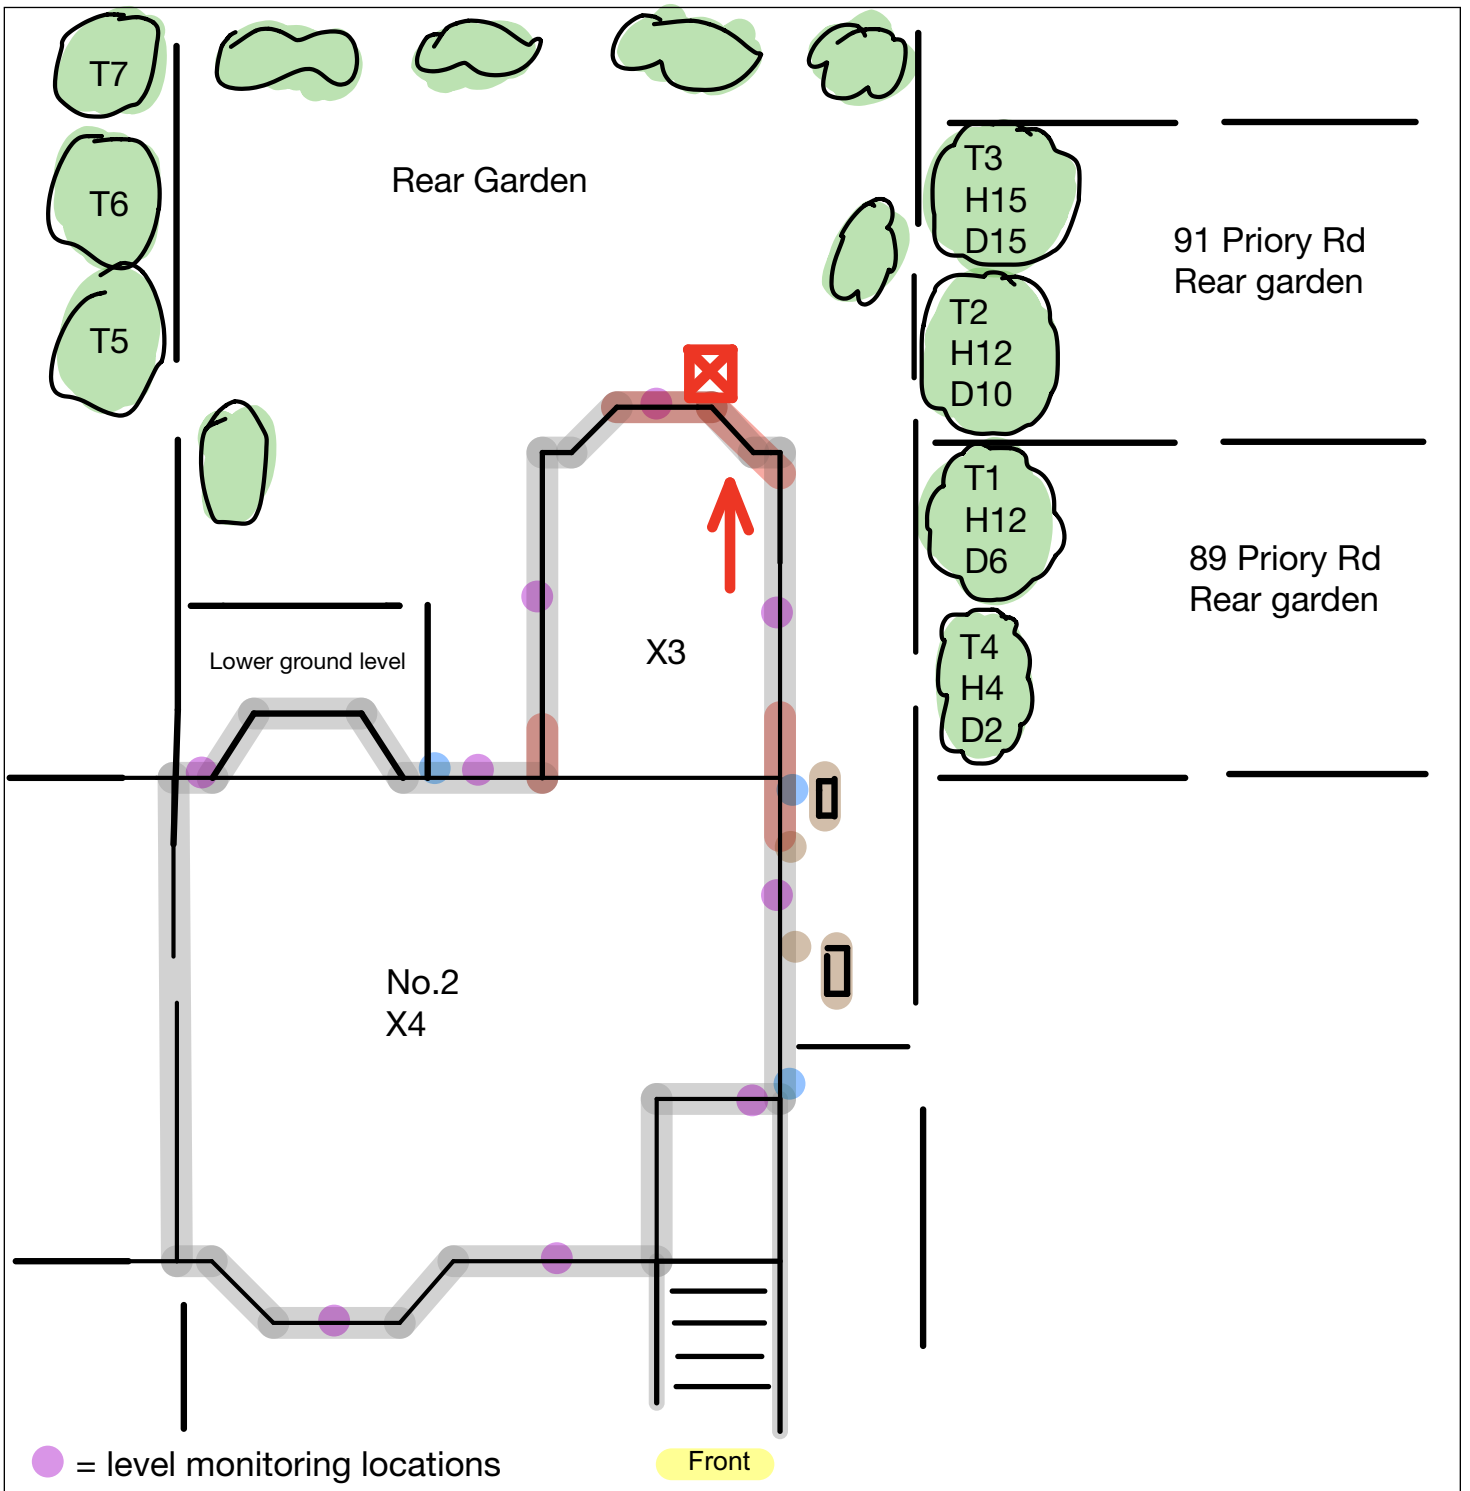 T7
T6
T5
Rear Garden
T3
H15
D15
91 Priory Rd
Rear garden
T2
H12
D10
T1
H12
D6
89 Priory Rd
Rear garden
T4
H4
D2
Lower ground level
X3
No.2
X4
= level monitoring locations
Front